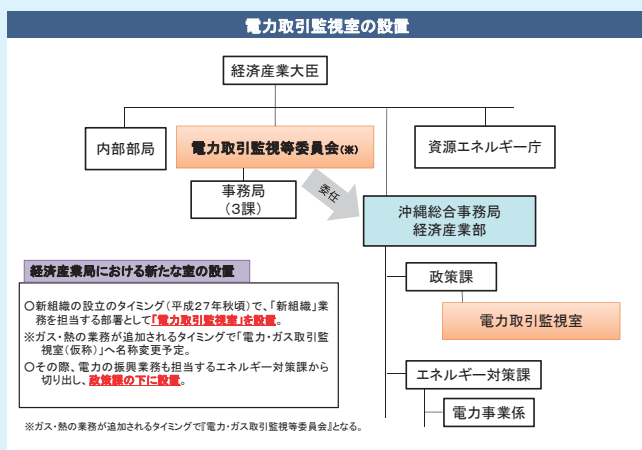 電力取引監視室の設置
経済産業大臣
内部部局
電力取引監視等委員会(※)
資源エネルギー庁
事務局
(3課)
委任
沖縄総合事務局
経済産業部
政策課
電力取引監視室
エネルギー対策課
電力事業係
経済産業局における新たな室の設置
○新組織の設立のタイミング(平成27年秋頃)で、「新組織」業
務を担当する部署として「電力取引監視室」を設置。
※ガス・熱の業務が追加されるタイミングで「電力・ガス取引監
視室(仮称)」へ名称変更予定。
○その際、電力の振興業務も担当するエネルギー対策課から
切り出し、政策課の下に設置。
※ガス・熱の業務が追加されるタイミングで『電力・ガス取引監視等委員会』となる。